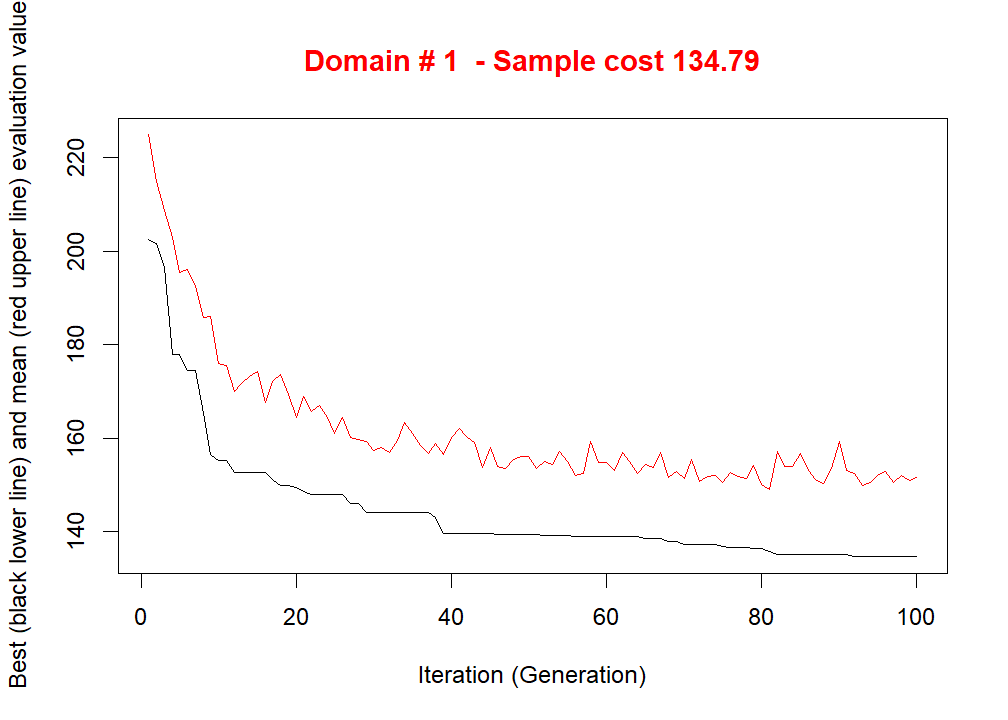 Domain # 1  - Sample cost 134.79
Best (black lower line) and mean (red upper line) evaluation value
220
200
180
160
140
0 20 40 60 80 100
Iteration (Generation)